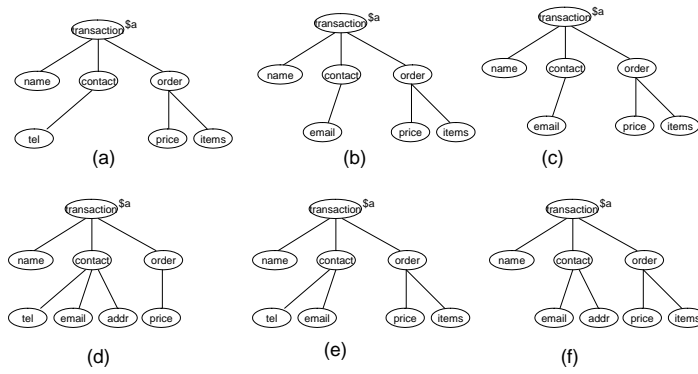 transaction $a
transaction $a
transaction $a
name contact order
name contact order
name contact order
tel price items
email price items
email price items
(a)
(b)
(c)
transaction $a
transaction $a
transaction $a
name contact order
name contact order
name contact order
tel email addr price
tel email price items
email addr price items
(d)
(e)
(f)